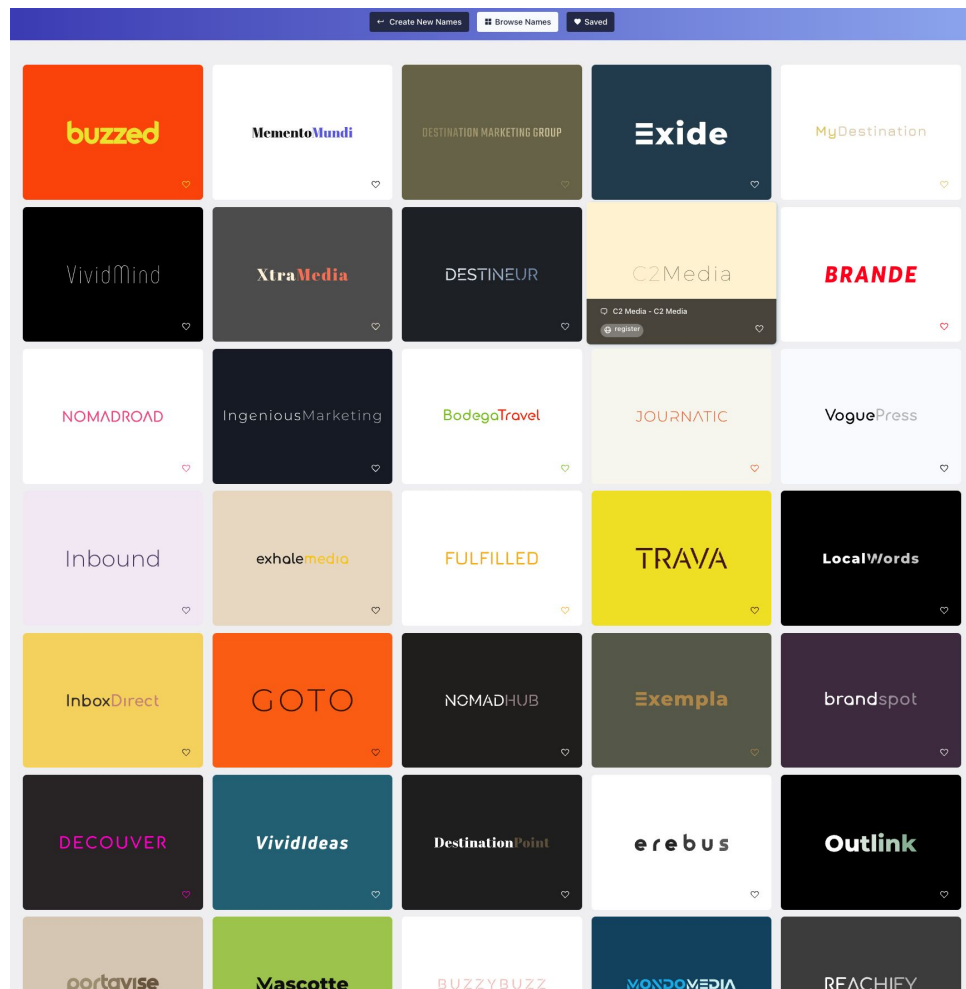 Create New Names
Browse Names
Saved
buzzed
MementoMundi
DESTINATION MARKETING GROUP
Exide
MyDestination
VividMind
XtraMedia
DESTINEUR
C2Media
C2 Media - C2 Media
register
BRANDE
NOMADROAD
IngeniousMarketing
BodegaTravel
JOURNATIC
VoguePress
Inbound
exhalemedia
FULFILLED
TRAVA
LocalWords
InboxDirect
GOTO
NOMADHUB
Exempla
brandspot
DECOUVER
VividIdeas
DestinationPoint
erebus
Outlink
portavise
Mascotte
BUZZYBUZZ
MONDOMEDIA
REACHIFY